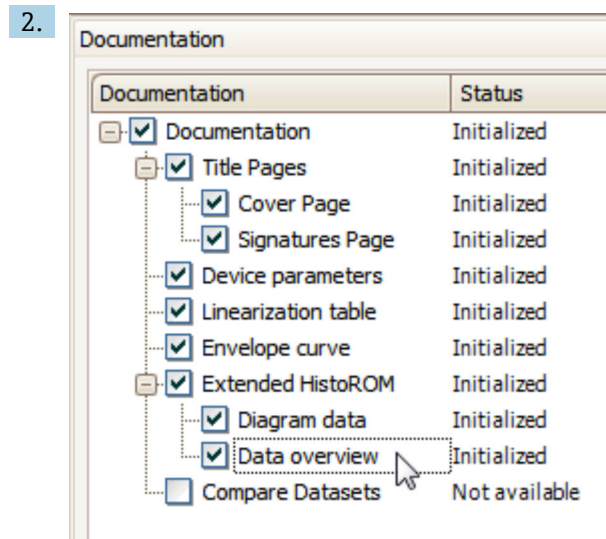 2.
Documentation
Documentation Status
Documentation Initialized
Title Pages Initialized
Cover Page Initialized
Signatures Page Initialized
Device parameters Initialized
Linearization table Initialized
Envelope curve Initialized
Extended HistoROM Initialized
Diagram data Initialized
Data overview Initialized
Compare Datasets Not available